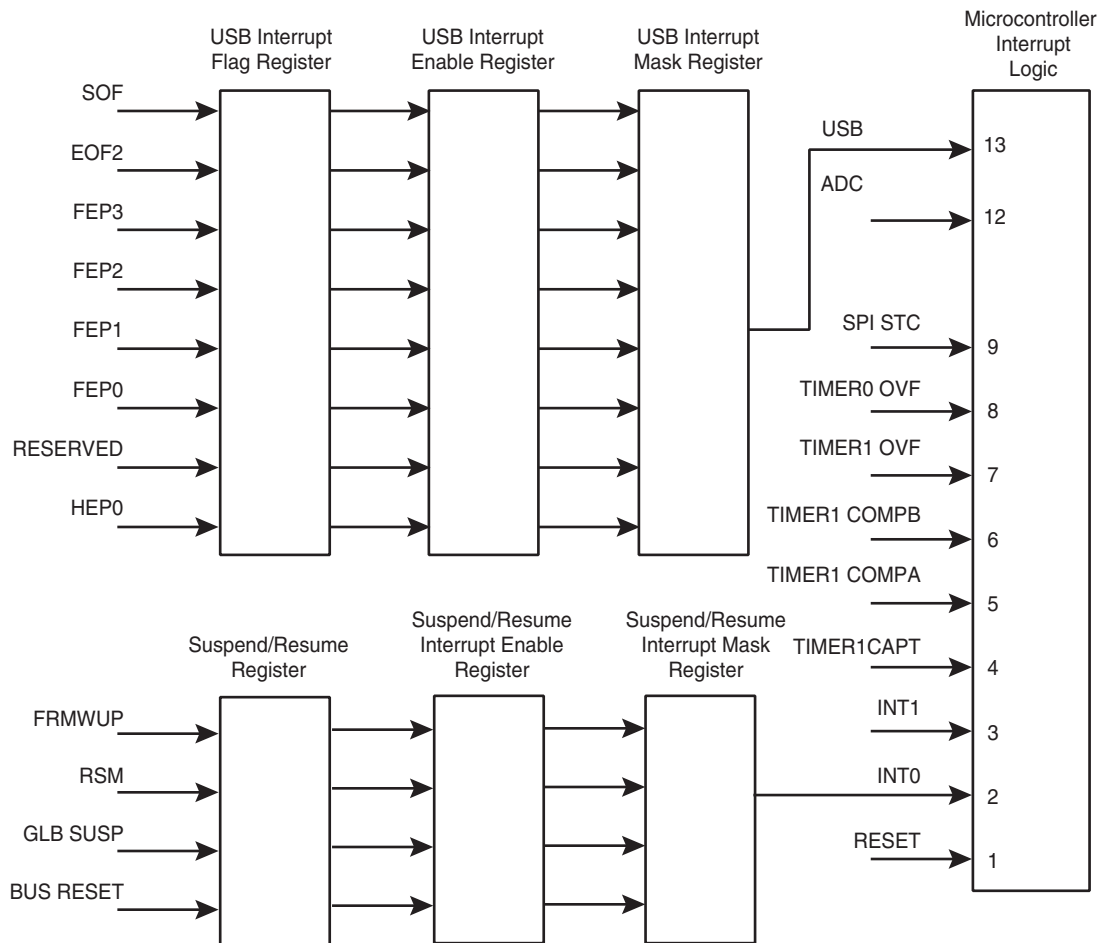 Microcontroller
Interrupt
Logic
USB Interrupt
Flag Register
USB Interrupt
Enable Register
USB Interrupt
Mask Register
SOF
EOF2
FEP3
FEP2
FEP1
FEP0
RESERVED
HEP0
USB
13
ADC
12
SPI STC
9
TIMER0 OVF
8
TIMER1 OVF
7
TIMER1 COMPB
6
TIMER1 COMPA
5
TIMER1CAPT
4
INT1
3
INT0
2
RESET
1
Suspend/Resume
Register
Suspend/Resume
Interrupt Enable
Register
Suspend/Resume
Interrupt Mask
Register
FRMWUP
RSM
GLB SUSP
BUS RESET